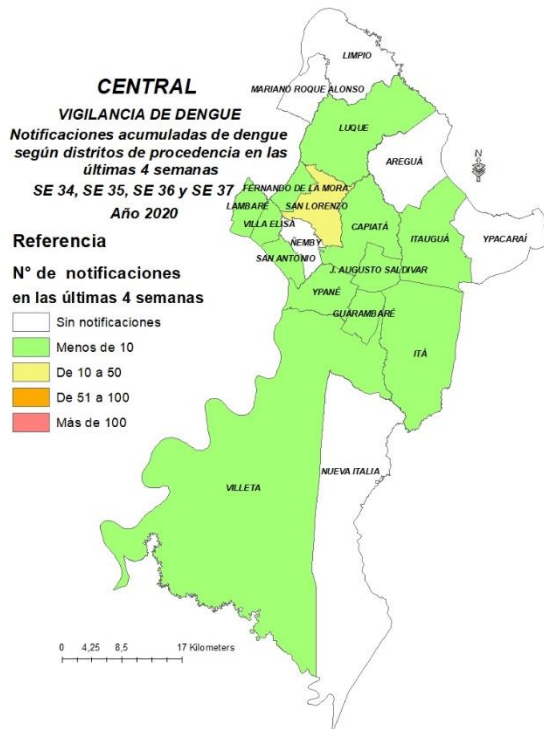 CENTRAL
VIGILANCIA DE DENGUE
Notificaciones acumuladas de dengue
según distritos de procedencia en las
últimas 4 semanas
SE 34, SE 35, SE 36 y SE 37
Año 2020
Referencia
N° de notificaciones
en las últimas 4 semanas
Sin notificaciones
Menos de 10
De 10 a 50
De 51 a 100
Más de 100
LIMPIO
MARIANO ROQUE ALONSO
LUQUE
AREGUÁ
N
FERNANDO DE LA MORA
LAMBARÉ
SAN LORENZO
VILLA ELISA
CAPIATÁ
ITAUGUÁ
YPACARAÍ
ÑEMBY
SAN ANTONIO
J. AUGUSTO SALDIVAR
YPANÉ
GUARAMBARÉ
ITÁ
NUEVA ITALIA
VILLETA
0 4,25 8,5 17 Kilometers